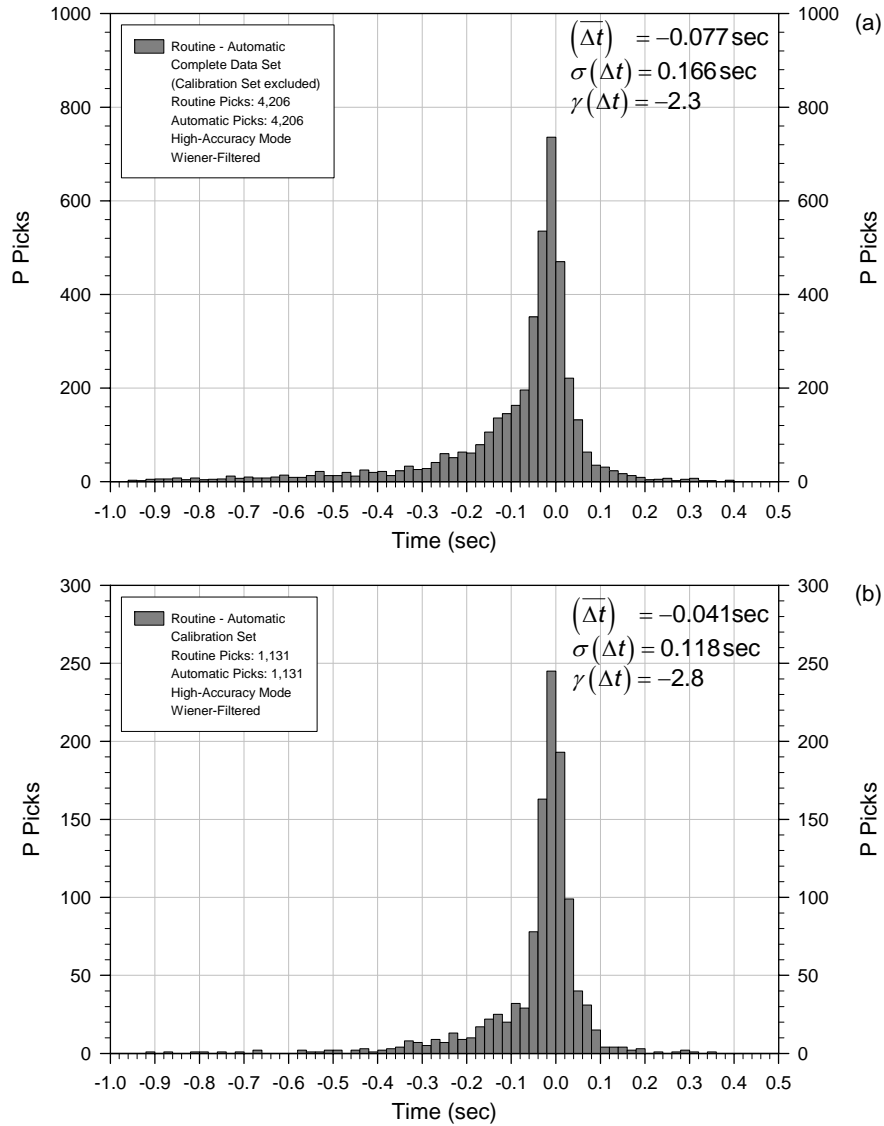 (a)
1000
800
600
400
200
0
P Picks
Routine - Automatic
Complete Data Set
(Calibration Set excluded)
Routine Picks: 4,206
Automatic Picks: 4,206
High-Accuracy Mode
Wiener-Filtered
(Δt̅) = −0.077 sec
σ(Δt) = 0.166 sec
γ(Δt) = −2.3
1000
800
600
400
200
0
P Picks
-1.0 -0.9 -0.8 -0.7 -0.6 -0.5 -0.4 -0.3 -0.2 -0.1 0.0 0.1 0.2 0.3 0.4 0.5
Time (sec)
(b)
300
250
200
150
100
50
0
P Picks
Routine - Automatic
Calibration Set
Routine Picks: 1,131
Automatic Picks: 1,131
High-Accuracy Mode
Wiener-Filtered
(Δt̅) = −0.041 sec
σ(Δt) = 0.118 sec
γ(Δt) = −2.8
300
250
200
150
100
50
0
P Picks
-1.0 -0.9 -0.8 -0.7 -0.6 -0.5 -0.4 -0.3 -0.2 -0.1 0.0 0.1 0.2 0.3 0.4 0.5
Time (sec)